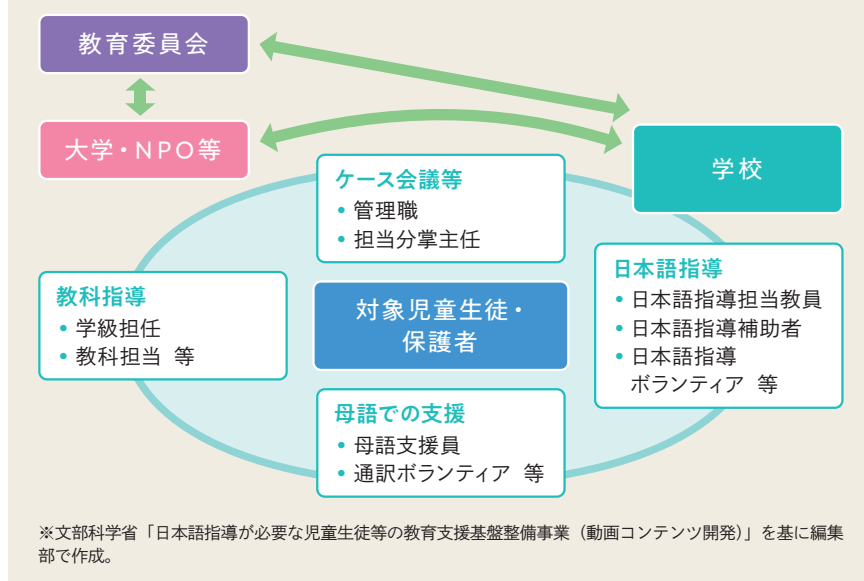 教育委員会
大学・NPO等
学校
ケース会議等
• 管理職
• 担当分掌主任
教科指導
• 学級担任
• 教科担当 等
対象児童生徒・
保護者
日本語指導
• 日本語指導担当教員
• 日本語指導補助者
• 日本語指導
ボランティア 等
母語での支援
• 母語支援員
• 通訳ボランティア 等
※文部科学省「日本語指導が必要な児童生徒等の教育支援基盤整備事業（動画コンテンツ開発）」を基に編集
部で作成。